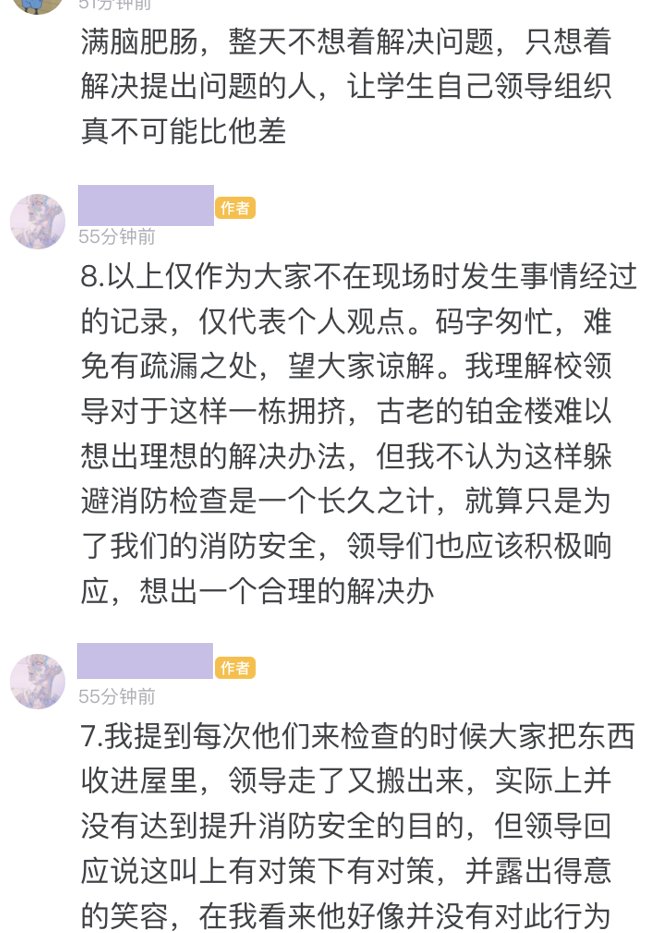 51分钟前
满脑肥肠，整天不想着解决问题，只想着
解决提出问题的人，让学生自己领导组织
真不可能比他差
作者
55分钟前
8.以上仅作为大家不在现场时发生事情经过
的记录，仅代表个人观点。码字匆忙，难
免有疏漏之处，望大家谅解。我理解校领
导对于这样一栋拥挤，古老的铂金楼难以
想出理想的解决办法，但我不认为这样躲
避消防检查是一个长久之计，就算只是为
了我们的消防安全，领导们也应该积极响
应，想出一个合理的解决办
作者
55分钟前
7.我提到每次他们来检查的时候大家把东西
收进屋里，领导走了又搬出来，实际上并
没有达到提升消防安全的目的，但领导回
应说这叫上有对策下有对策，并露出得意
的笑容，在我看来他好像并没有对此行为